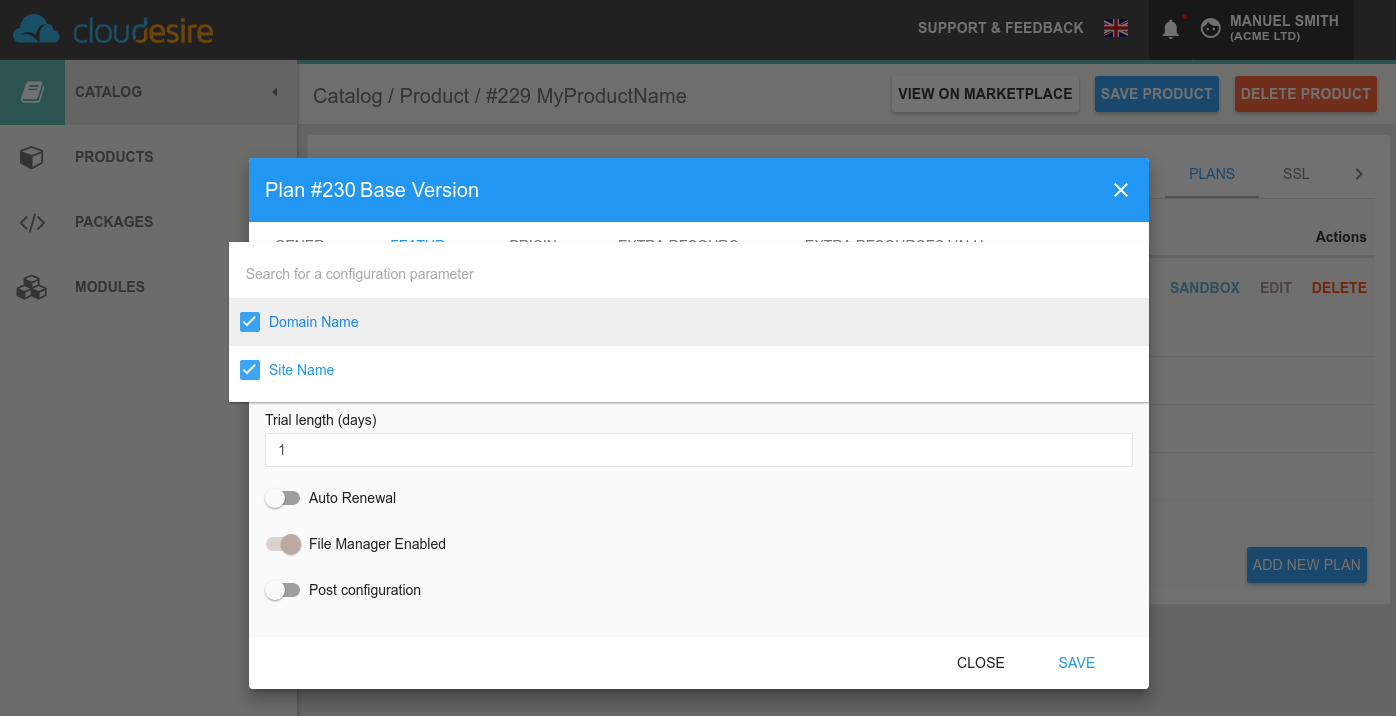 cloudesire
SUPPORT & FEEDBACK
MANUEL SMITH
(ACME LTD)
CATALOG
Catalog / Product / #229 MyProductName
VIEW ON MARKETPLACE
SAVE PRODUCT
DELETE PRODUCT
PRODUCTS
PACKAGES
MODULES
PLANS
SSL
Actions
SANDBOX
EDIT
DELETE
ADD NEW PLAN
Plan #230 Base Version
Search for a configuration parameter
Domain Name
Site Name
Trial length (days)
1
Auto Renewal
File Manager Enabled
Post configuration
CLOSE
SAVE